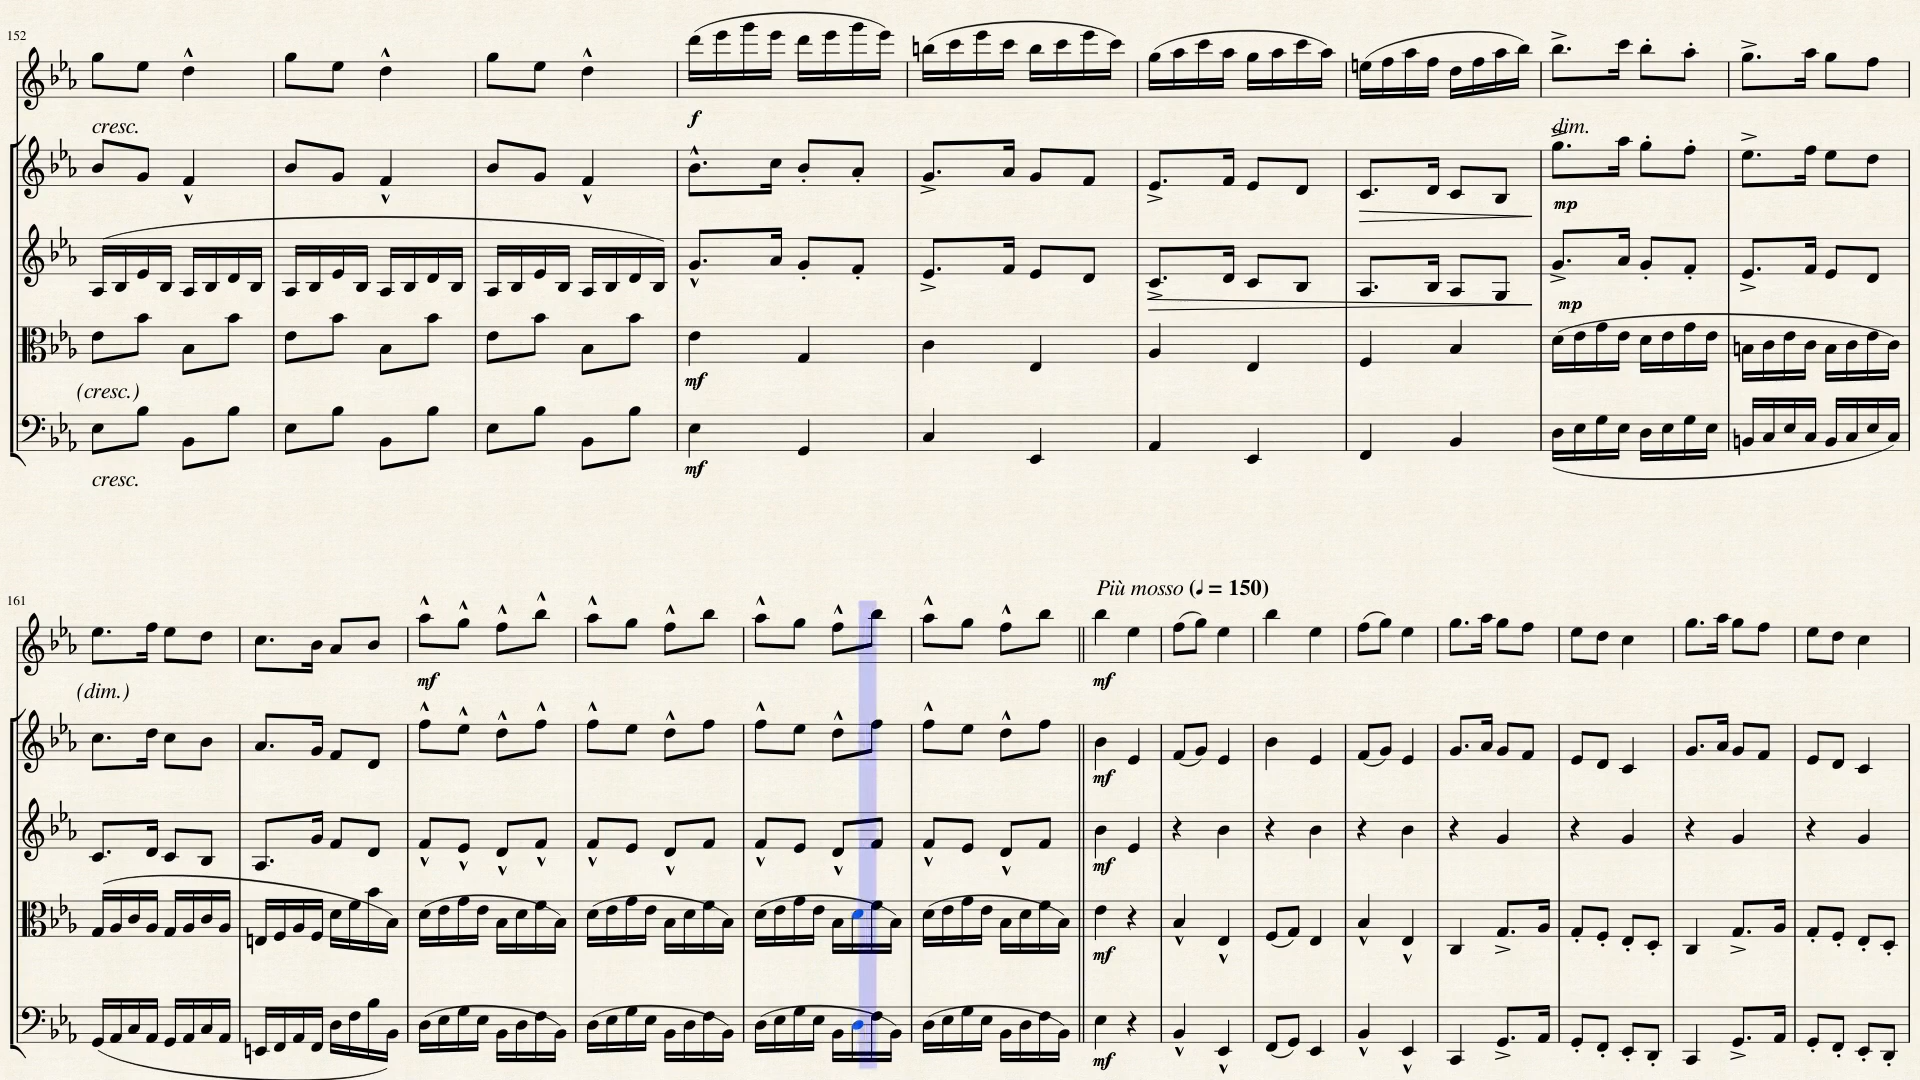 152
cresc.
f
dim.
mp
mp
(cresc.)
mf
cresc.
mf
Più mosso (♩ = 150)
161
(dim.)
mf
mf
mf
mf
mf
mf